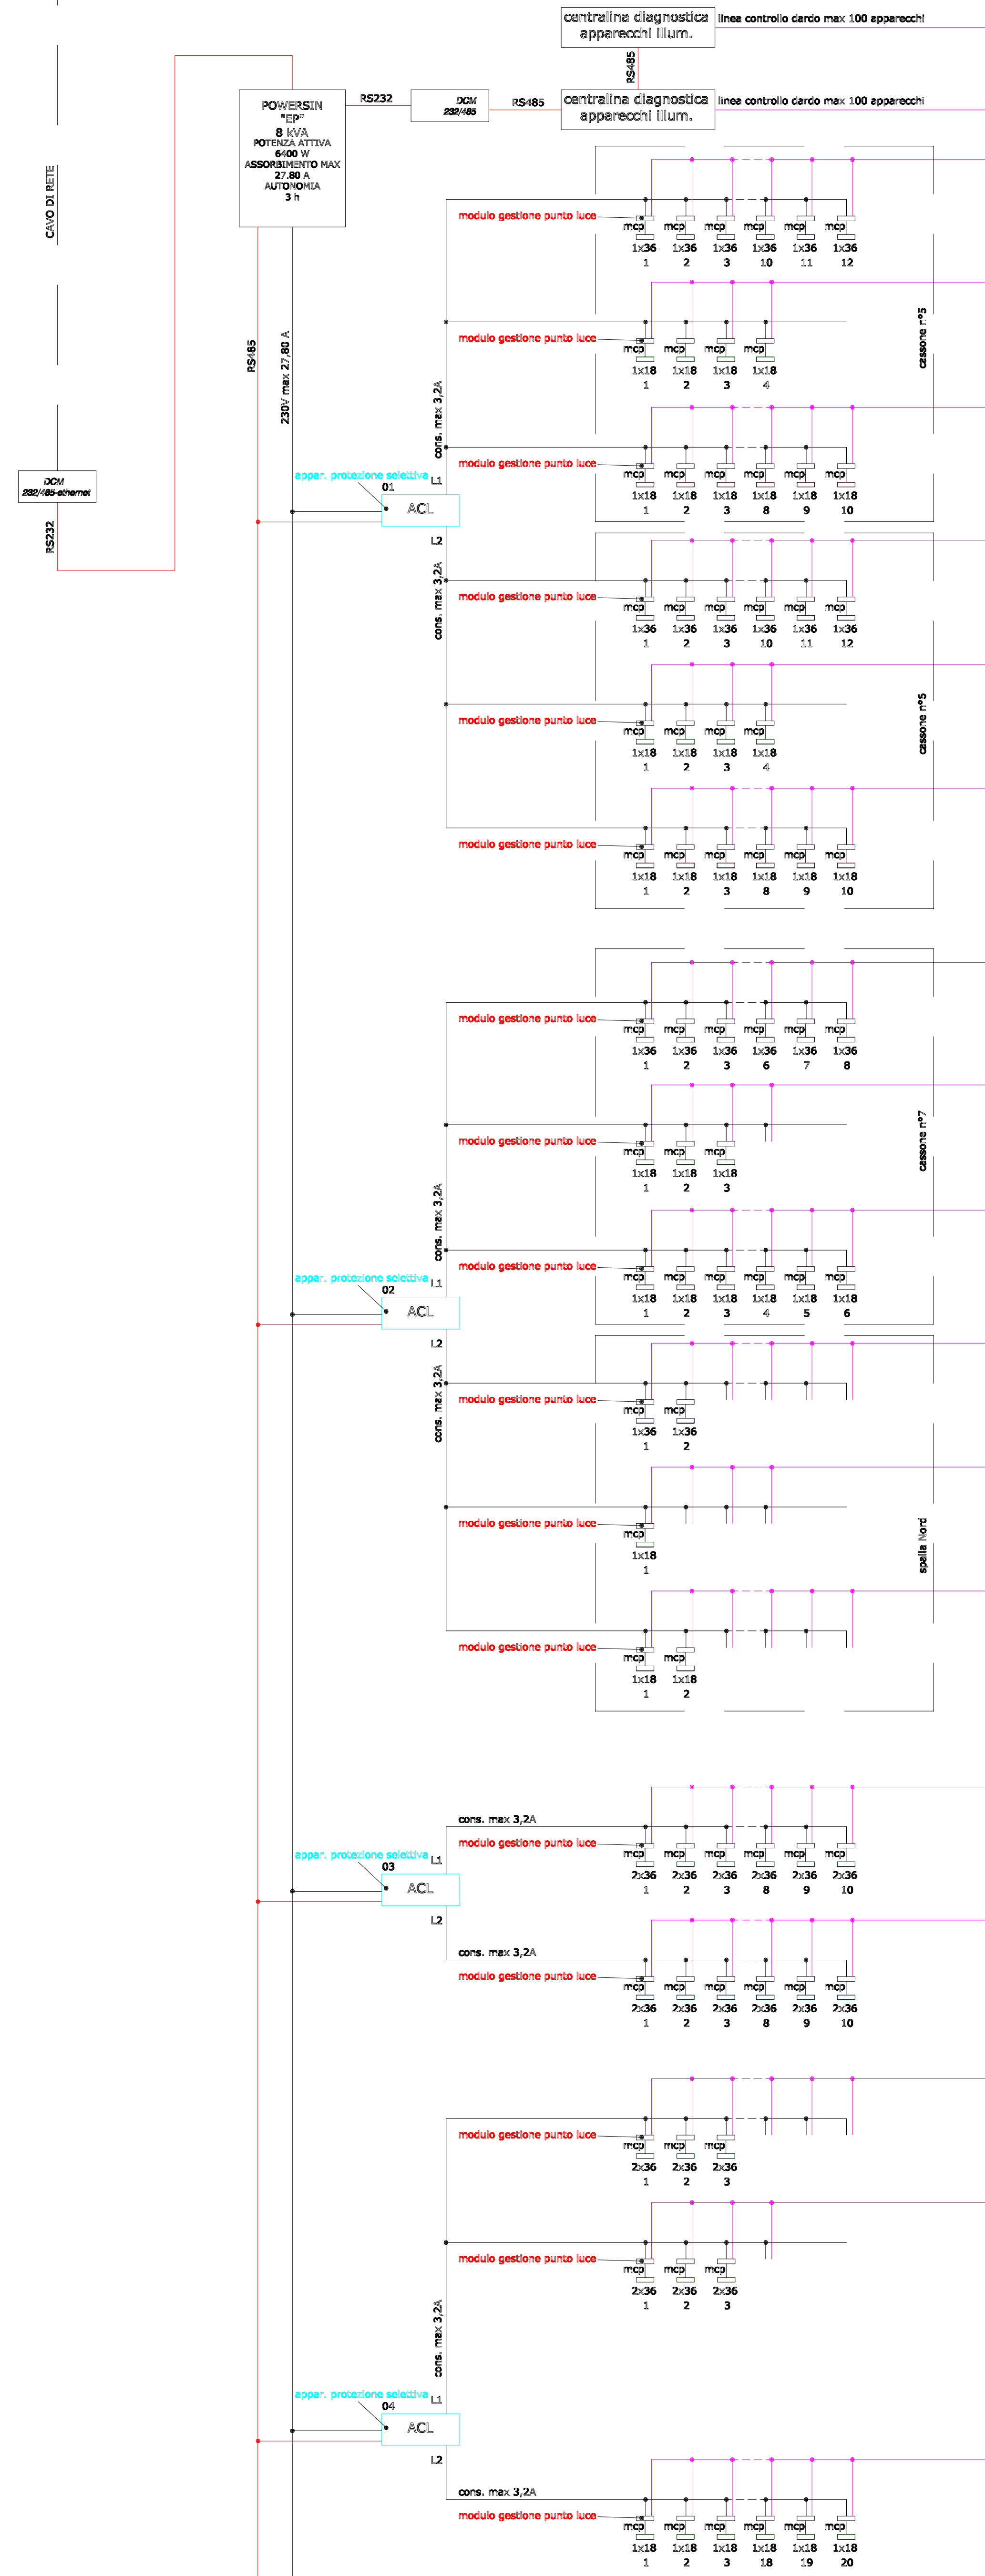 centralina diagnostica
apparecchi illum.
linea controllo dardo max 100 apparecchi
RS485
POWERSIN
"EP"
8 kVA
POTENZA ATTIVA
6400 W
ASSORBIMENTO MAX
27.80 A
AUTONOMIA
3 h
RS232
DCM
232/485
RS485
centralina diagnostica
apparecchi illum.
linea controllo dardo max 100 apparecchi
CAVO DI RETE
DCM
232/485-ethernet
RS232
RS485
230V max 27,80 A
modulo gestione punto luce
mcp mcp mcp mcp mcp mcp
1x36 1x36 1x36 1x36 1x36 1x36
1 2 3 10 11 12
modulo gestione punto luce
mcp mcp mcp mcp
1x18 1x18 1x18 1x18
1 2 3 4
cassone n°5
cons. max 3,2A
modulo gestione punto luce
mcp mcp mcp mcp mcp mcp
1x18 1x18 1x18 1x18 1x18 1x18
1 2 3 8 9 10
appar. protezione selettiva
01
L1
ACL
L2
cons. max 3,2A
modulo gestione punto luce
mcp mcp mcp mcp mcp mcp
1x36 1x36 1x36 1x36 1x36 1x36
1 2 3 10 11 12
modulo gestione punto luce
mcp mcp mcp mcp
1x18 1x18 1x18 1x18
1 2 3 4
cassone n°6
modulo gestione punto luce
mcp mcp mcp mcp mcp mcp
1x18 1x18 1x18 1x18 1x18 1x18
1 2 3 8 9 10
modulo gestione punto luce
mcp mcp mcp mcp mcp mcp
1x36 1x36 1x36 1x36 1x36 1x36
1 2 3 6 7 8
modulo gestione punto luce
mcp mcp mcp
1x18 1x18 1x18
1 2 3
cassone n°7
cons. max 3,2A
modulo gestione punto luce
mcp mcp mcp mcp mcp mcp
1x18 1x18 1x18 1x18 1x18 1x18
1 2 3 4 5 6
appar. protezione selettiva
02
L1
ACL
L2
cons. max 3,2A
modulo gestione punto luce
mcp mcp
1x36 1x36
1 2
modulo gestione punto luce
mcp
1x18
1
spalla Nord
modulo gestione punto luce
mcp mcp
1x18 1x18
1 2
cons. max 3,2A
modulo gestione punto luce
mcp mcp mcp mcp mcp mcp
2x36 2x36 2x36 2x36 2x36 2x36
1 2 3 8 9 10
appar. protezione selettiva
03
L1
ACL
L2
cons. max 3,2A
modulo gestione punto luce
mcp mcp mcp mcp mcp mcp
2x36 2x36 2x36 2x36 2x36 2x36
1 2 3 8 9 10
modulo gestione punto luce
mcp mcp mcp
2x36 2x36 2x36
1 2 3
modulo gestione punto luce
mcp mcp mcp
2x36 2x36 2x36
1 2 3
cons. max 3,2A
appar. protezione selettiva
04
L1
ACL
L2
cons. max 3,2A
modulo gestione punto luce
mcp mcp mcp mcp mcp mcp
1x18 1x18 1x18 1x18 1x18 1x18
1 2 3 18 19 20